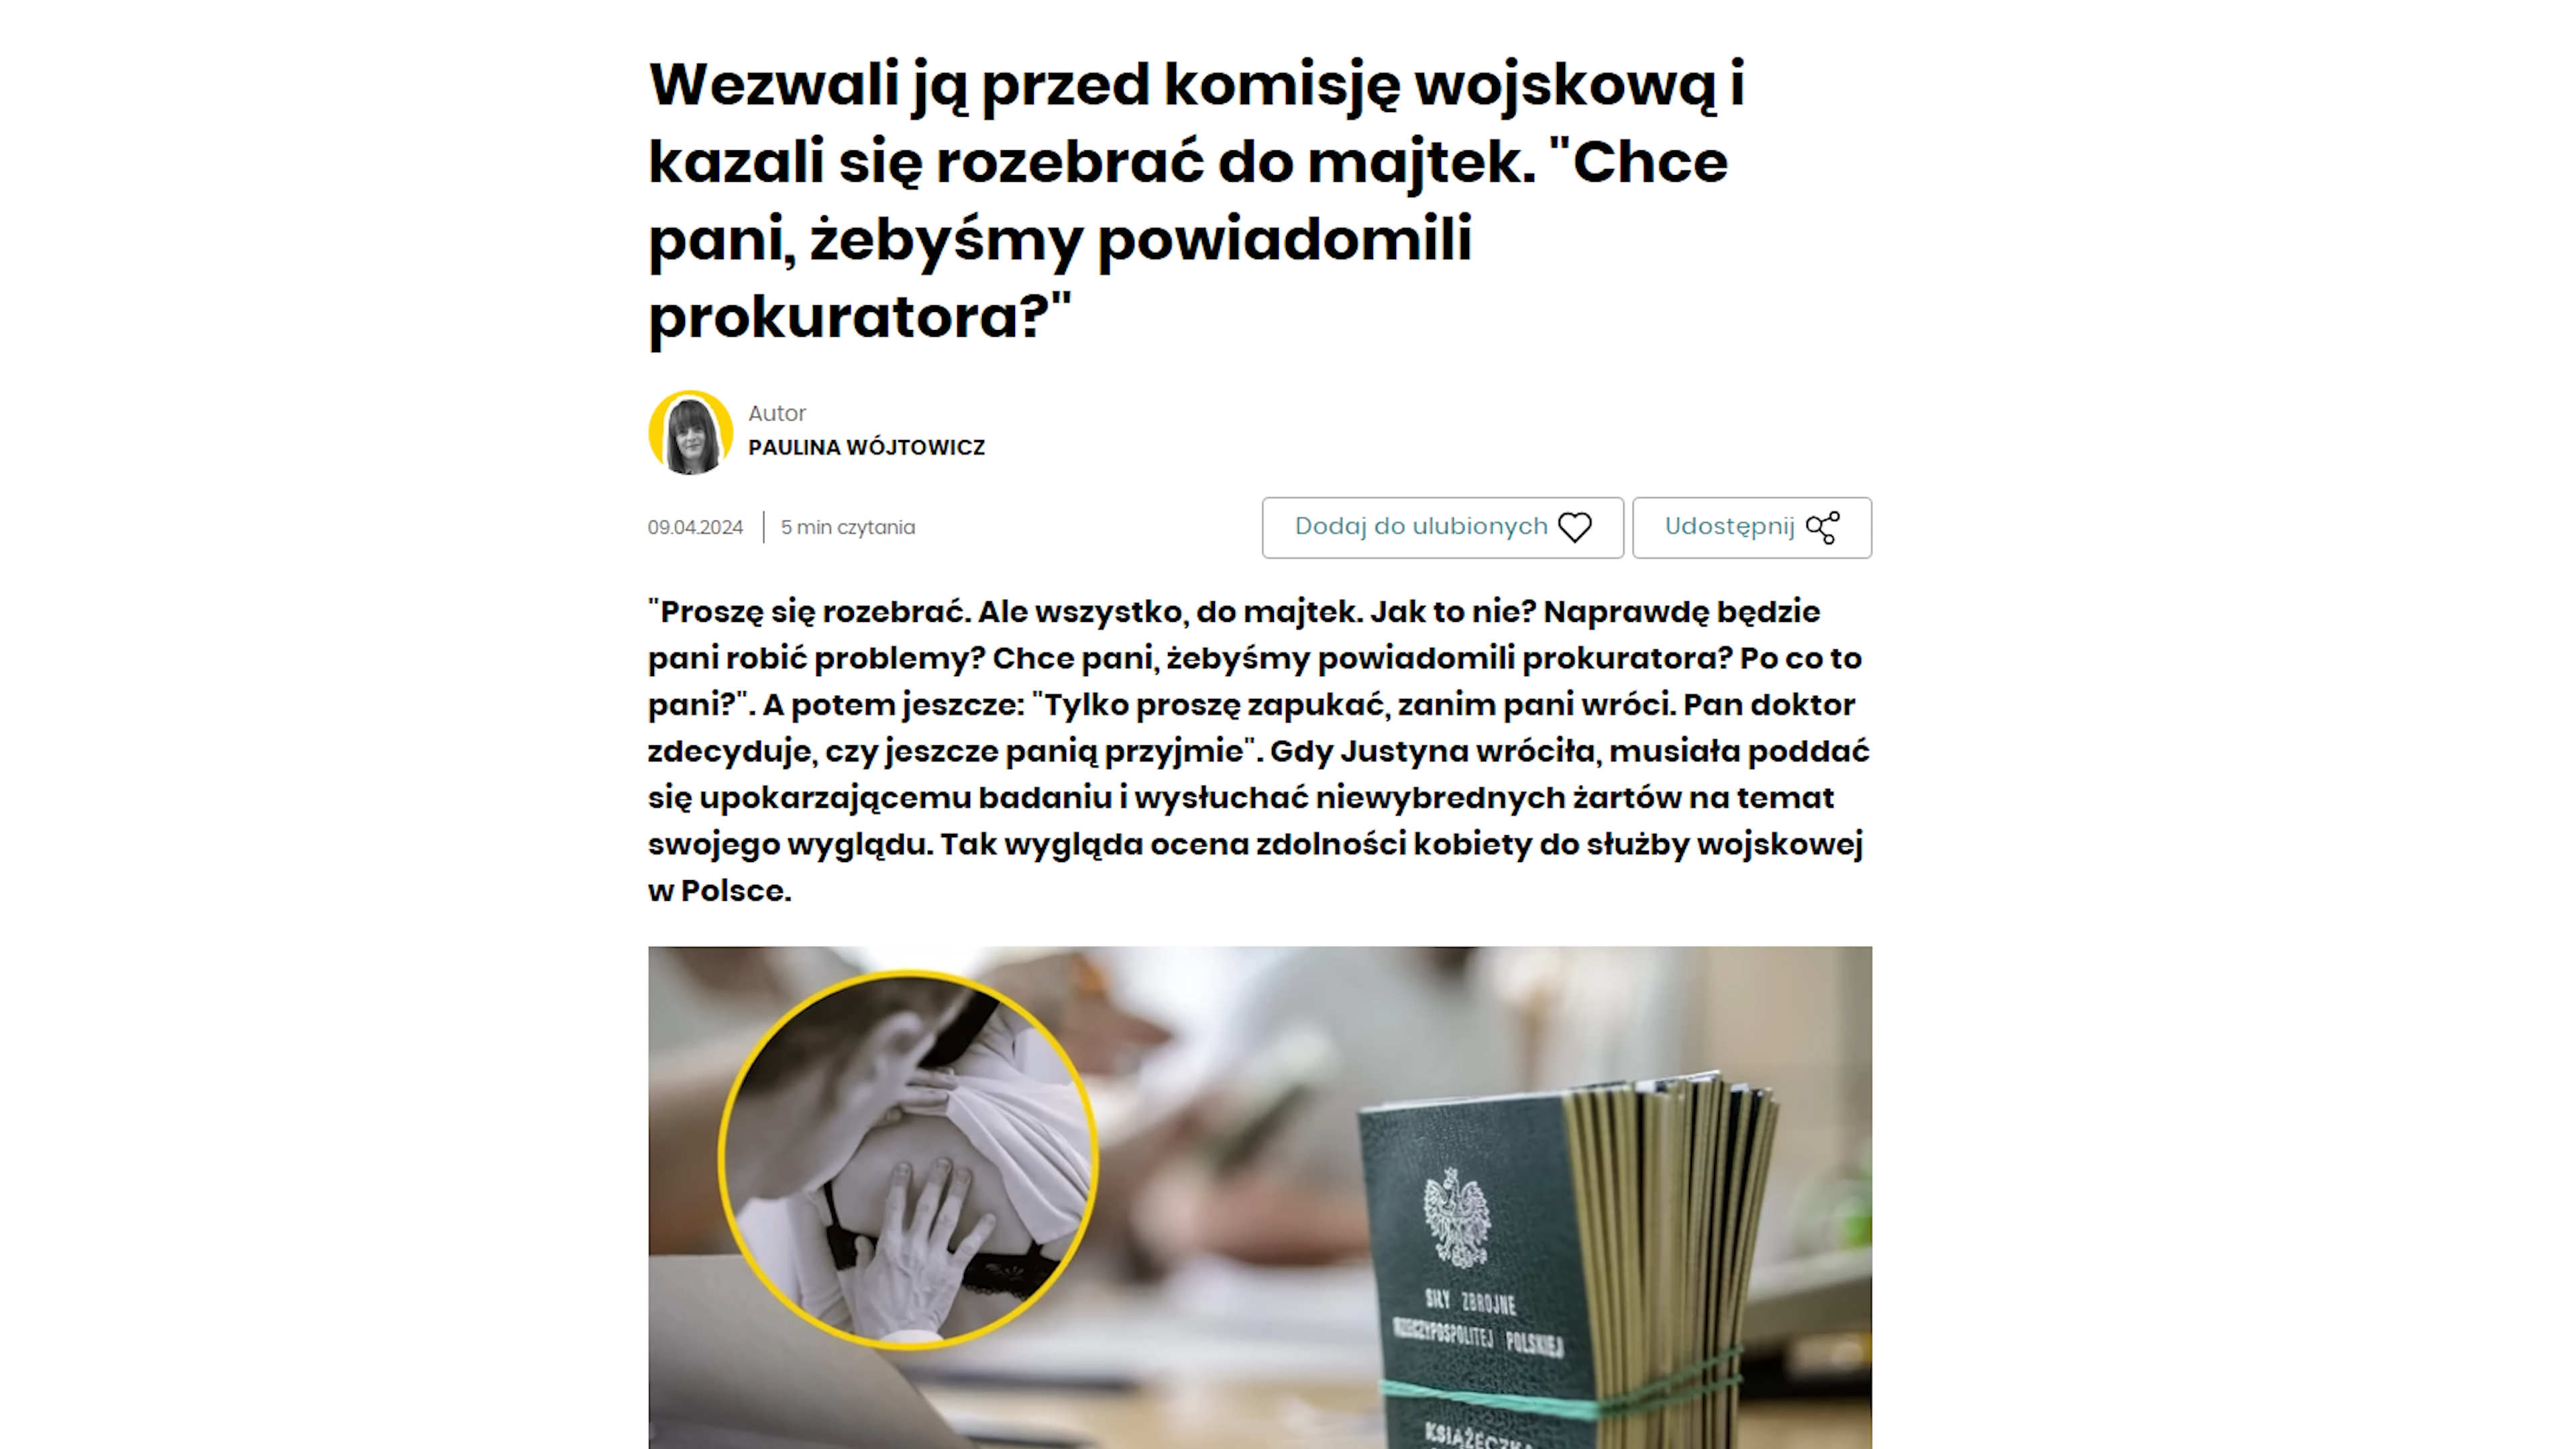 Wezwali ją przed komisję wojskową i
kazali się rozebrać do majtek. "Chce
pani, żebyśmy powiadomili
prokuratora?"
Autor
PAULINA WÓJTOWICZ
09.04.2024
5 min czytania
Dodaj do ulubionych
Udostępnij
"Proszę się rozebrać. Ale wszystko, do majtek. Jak to nie? Naprawdę będzie
pani robić problemy? Chce pani, żebyśmy powiadomili prokuratora? Po co to
pani?". A potem jeszcze: "Tylko proszę zapukać, zanim pani wróci. Pan doktor
zdecyduje, czy jeszcze panią przyjmie". Gdy Justyna wróciła, musiała poddać
się upokarzającemu badaniu i wysłuchać niewybrednych żartów na temat
swojego wyglądu. Tak wygląda ocena zdolności kobiety do służby wojskowej
w Polsce.
SIŁY ZBROJNE
RZECZYPOSPOLITEJ POLSKIEJ
KSIĄŻECZKA